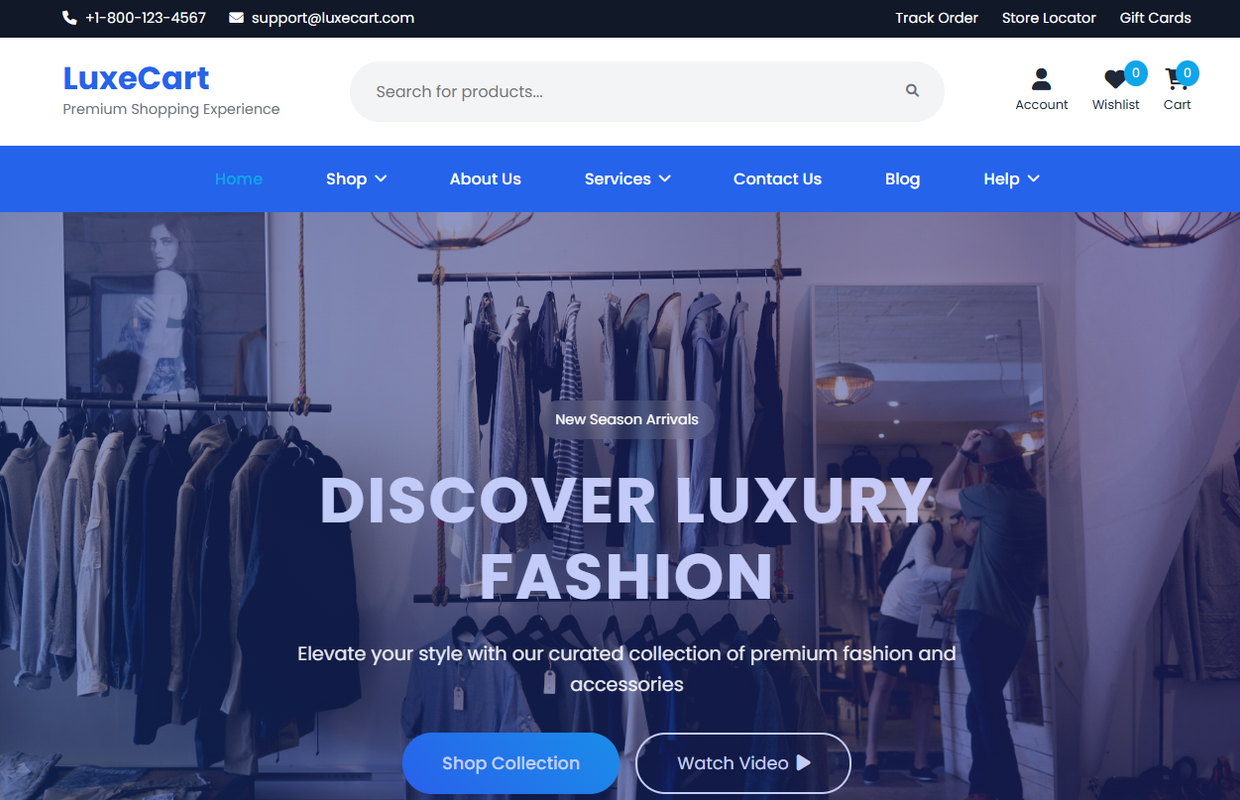 +1-800-123-4567 support@luxecart.com Track Order Store Locator Gift Cards
LuxeCart
Premium Shopping Experience
Search for products...
Account Wishlist 0 Cart 0
Home Shop About Us Services Contact Us Blog Help
New Season Arrivals
DISCOVER LUXURY
FASHION
Elevate your style with our curated collection of premium fashion and
accessories
Shop Collection Watch Video